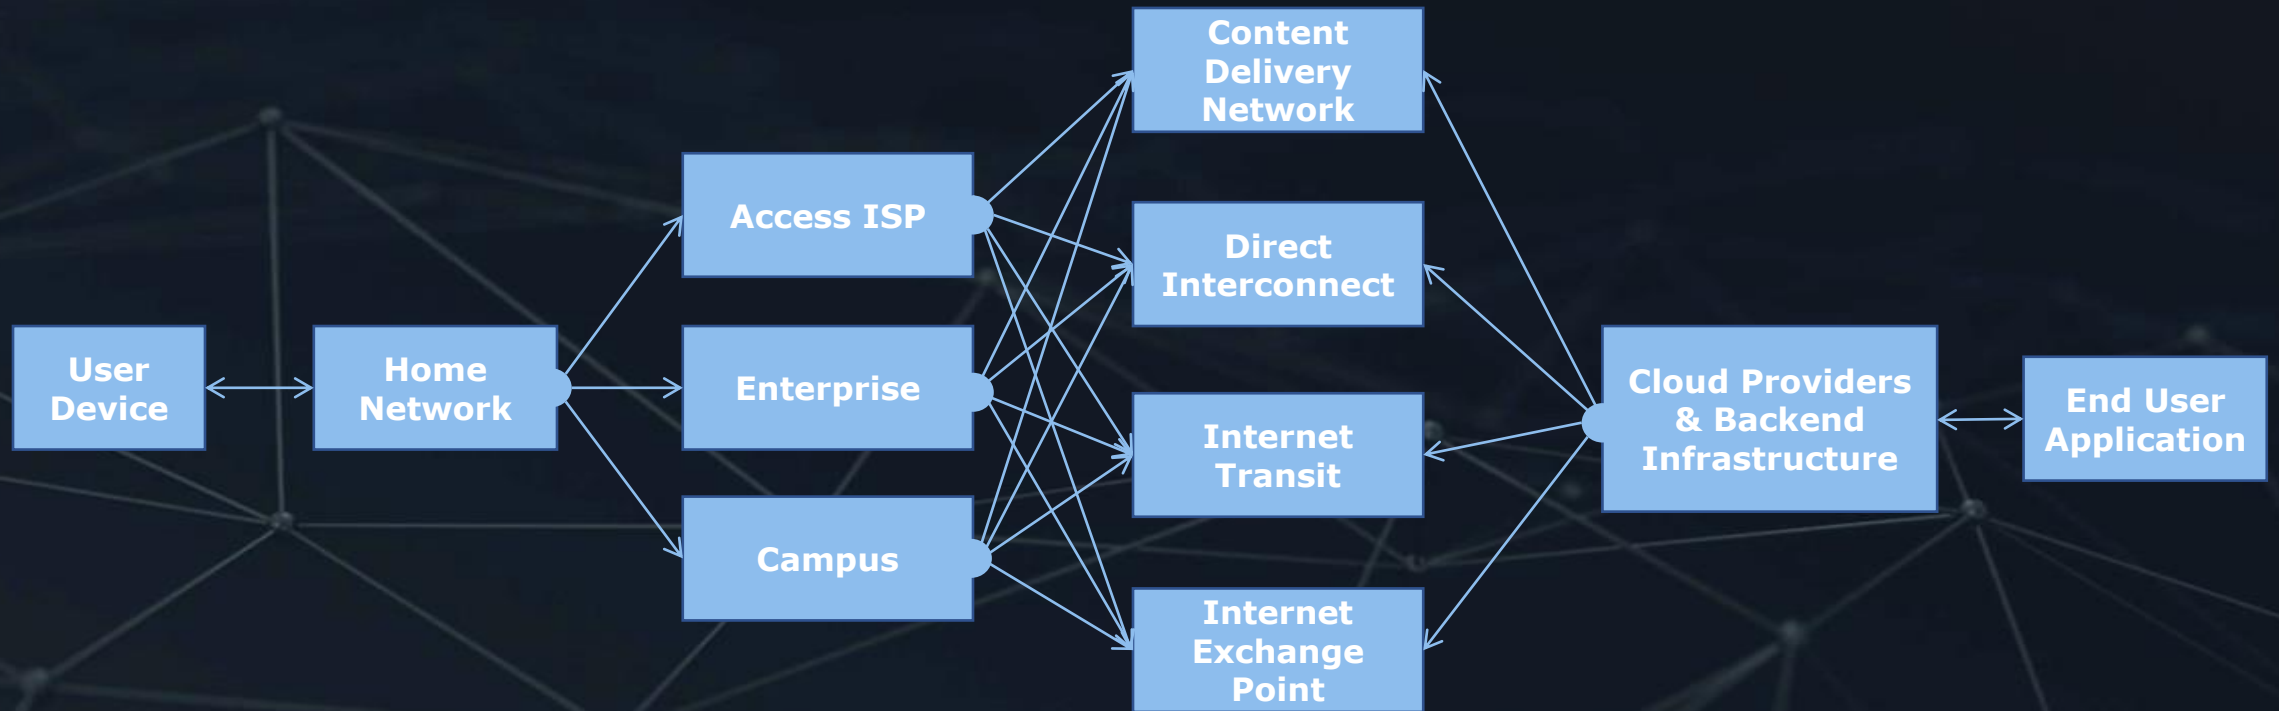 User
Device
Home
Network
Access ISP
Enterprise
Campus
Content
Delivery
Network
Direct
Interconnect
Internet
Transit
Internet
Exchange
Point
Cloud Providers
& Backend
Infrastructure
End User
Application